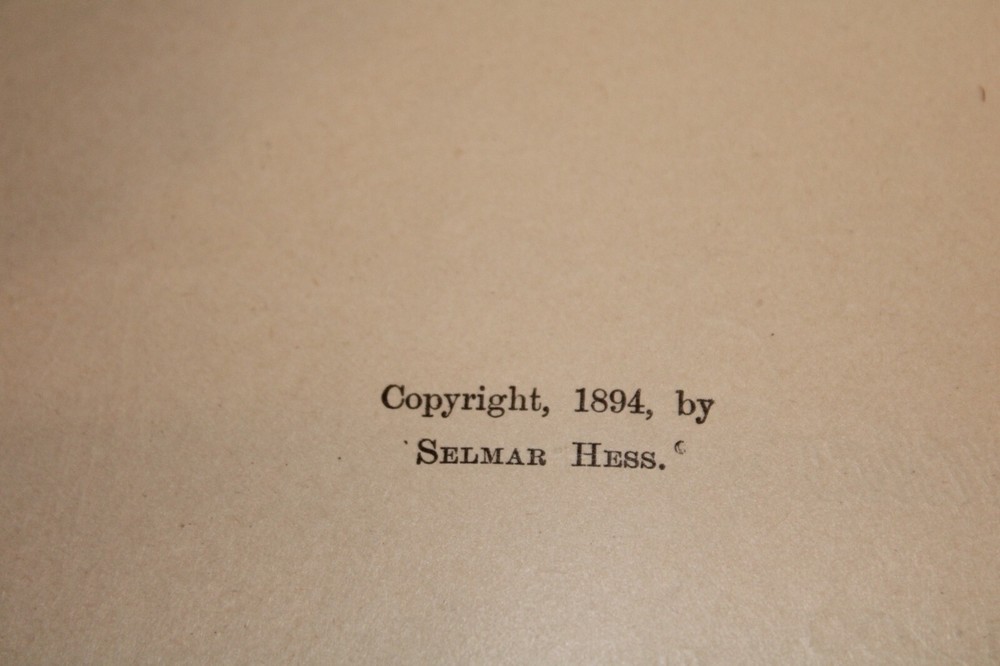 Copyright, 1894, by
SELMAR HESS.